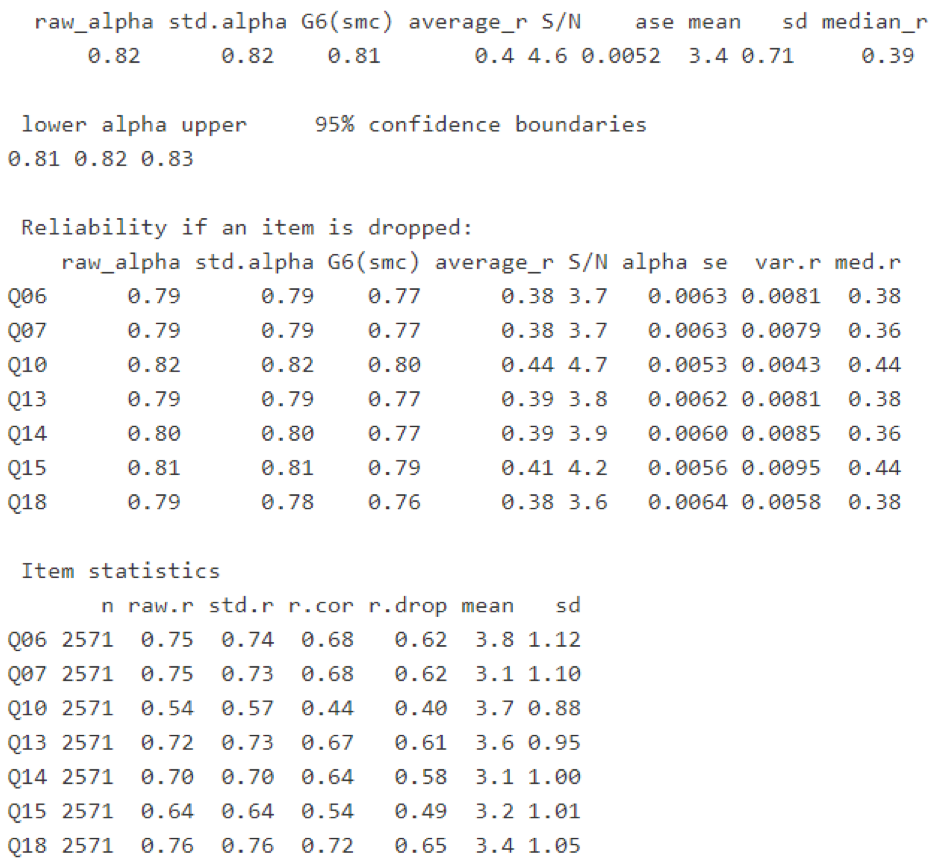 raw_alpha std.alpha G6(smc) average_r S/N    ase mean   sd median_r
      0.82      0.82    0.81       0.4 4.6 0.0052  3.4 0.71     0.39
 lower alpha upper     95% confidence boundaries
0.81 0.82 0.83
 Reliability if an item is dropped:
    raw_alpha std.alpha G6(smc) average_r S/N alpha se  var.r med.r
Q06      0.79      0.79    0.77      0.38 3.7   0.0063 0.0081  0.38
Q07      0.79      0.79    0.77      0.38 3.7   0.0063 0.0079  0.36
Q10      0.82      0.82    0.80      0.44 4.7   0.0053 0.0043  0.44
Q13      0.79      0.79    0.77      0.39 3.8   0.0062 0.0081  0.38
Q14      0.80      0.80    0.77      0.39 3.9   0.0060 0.0085  0.36
Q15      0.81      0.81    0.79      0.41 4.2   0.0056 0.0095  0.44
Q18      0.79      0.78    0.76      0.38 3.6   0.0064 0.0058  0.38
 Item statistics
       n raw.r std.r r.cor r.drop mean   sd
Q06 2571  0.75  0.74  0.68   0.62  3.8 1.12
Q07 2571  0.75  0.73  0.68   0.62  3.1 1.10
Q10 2571  0.54  0.57  0.44   0.40  3.7 0.88
Q13 2571  0.72  0.73  0.67   0.61  3.6 0.95
Q14 2571  0.70  0.70  0.64   0.58  3.1 1.00
Q15 2571  0.64  0.64  0.54   0.49  3.2 1.01
Q18 2571  0.76  0.76  0.72   0.65  3.4 1.05